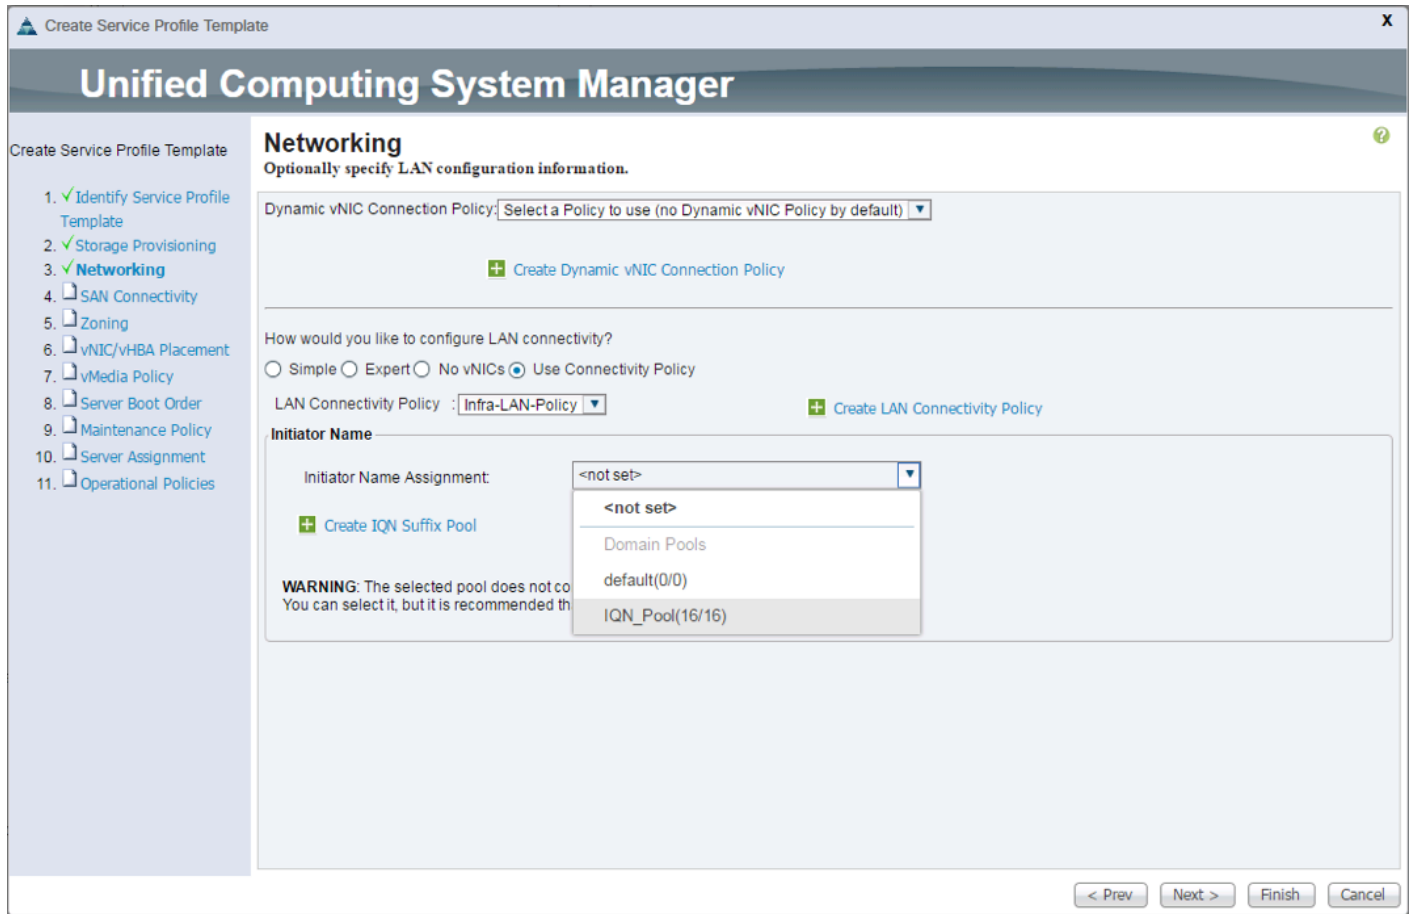 Create Service Profile Template
X
Unified Computing System Manager
Create Service Profile Template
1. Identify Service Profile
Template
2. Storage Provisioning
3. Networking
4. SAN Connectivity
5. Zoning
6. vNIC/vHBA Placement
7. vMedia Policy
8. Server Boot Order
9. Maintenance Policy
10. Server Assignment
11. Operational Policies
Networking
?
Optionally specify LAN configuration information.
Dynamic vNIC Connection Policy: Select a Policy to use (no Dynamic vNIC Policy by default)
Create Dynamic vNIC Connection Policy
How would you like to configure LAN connectivity?
Simple Expert No vNICs Use Connectivity Policy
LAN Connectivity Policy : Infra-LAN-Policy
Create LAN Connectivity Policy
Initiator Name
Initiator Name Assignment: <not set>
<not set>
Create IQN Suffix Pool
Domain Pools
default(0/0)
IQN_Pool(16/16)
WARNING: The selected pool does not co
You can select it, but it is recommended th
< Prev Next > Finish Cancel